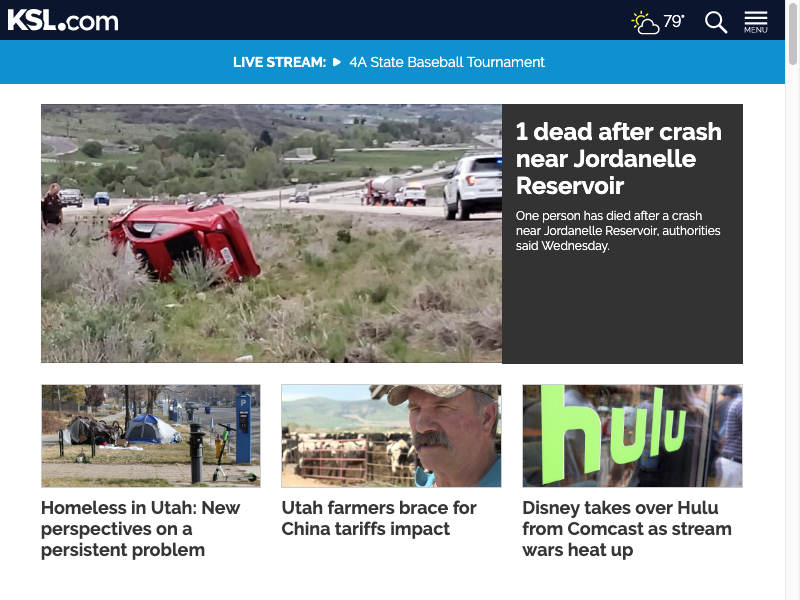 KSL.com
79°
MENU
LIVE STREAM: 4A State Baseball Tournament
1 dead after crash
near Jordanelle
Reservoir
One person has died after a crash
near Jordanelle Reservoir, authorities
said Wednesday.
P
hulu
Homeless in Utah: New
perspectives on a
persistent problem
Utah farmers brace for
China tariffs impact
Disney takes over Hulu
from Comcast as stream
wars heat up